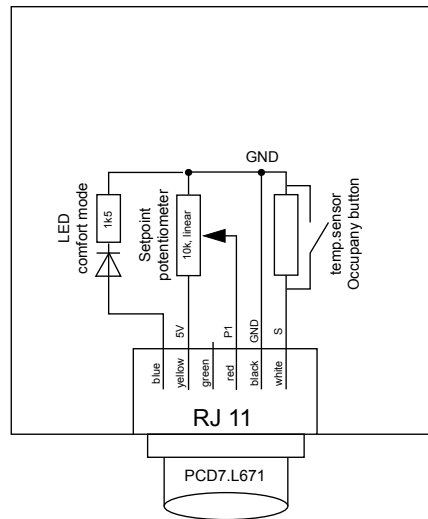 GND
LED
comfort mode
1k5
Setpoint
potentiometer
10k, linear
temp.sensor
Occupany button
5V
P1
GND
S
blue
yellow
green
red
black
white
RJ 11
PCD7.L671